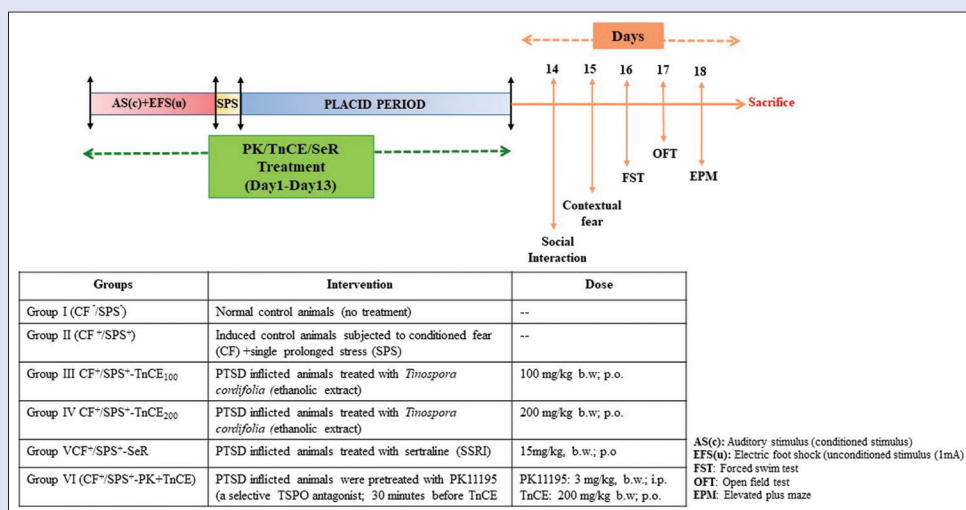 Days
14 15 16 17 18
AS(c)+EFS(u) SPS PLACID PERIOD
Sacrifice
PK/TnCE/SeR
Treatment
(Day1-Day13)
OFT
FST EPM
Contextual
fear
Social
Interaction
Groups Intervention Dose
Group I (CF⁻/SPS⁻) Normal control animals (no treatment) --
Group II (CF⁺/SPS⁺) Induced control animals subjected to conditioned fear --
(CF) +single prolonged stress (SPS)
Group III CF⁺/SPS⁺-TnCE₁₀₀ PTSD inflicted animals treated with Tinospora 100 mg/kg b.w; p.o.
cordifolia (ethanolic extract)
Group IV CF⁺/SPS⁺-TnCE₂₀₀ PTSD inflicted animals treated with Tinospora 200 mg/kg b.w; p.o.
cordifolia (ethanolic extract)
Group VCF⁺/SPS⁺-SeR PTSD inflicted animals treated with sertraline (SSRI) 15mg/kg, b.w.; p.o
Group VI (CF⁺/SPS⁺-PK+TnCE) PTSD inflicted animals were pretreated with PK11195 PK11195: 3 mg/kg, b.w.; i.p.
(a selective TSPO antagonist; 30 minutes before TnCE TnCE: 200 mg/kg b.w; p.o.
AS(c): Auditory stimulus (conditioned stimulus)
EFS(u): Electric foot shock (unconditioned stimulus (1mA)
FST: Forced swim test
OFT: Open field test
EPM: Elevated plus maze